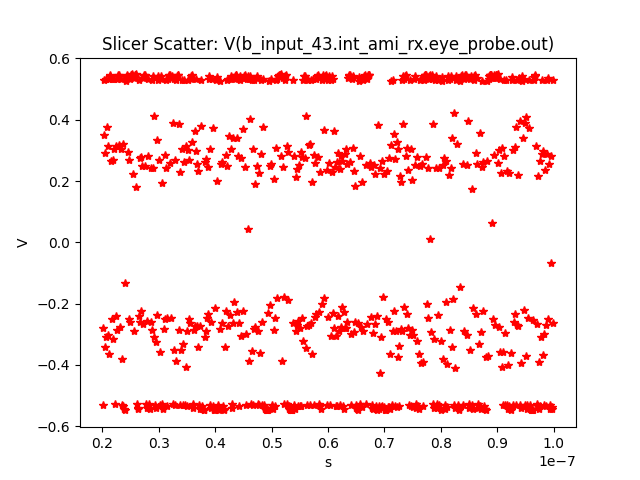 Slicer Scatter: V(b_input_43.int_ami_rx.eye_probe.out)
0.6
0.4
0.2
0.0
−0.2
−0.4
−0.6
V
0.2 0.3 0.4 0.5 0.6 0.7 0.8 0.9 1.0
s
1e−7